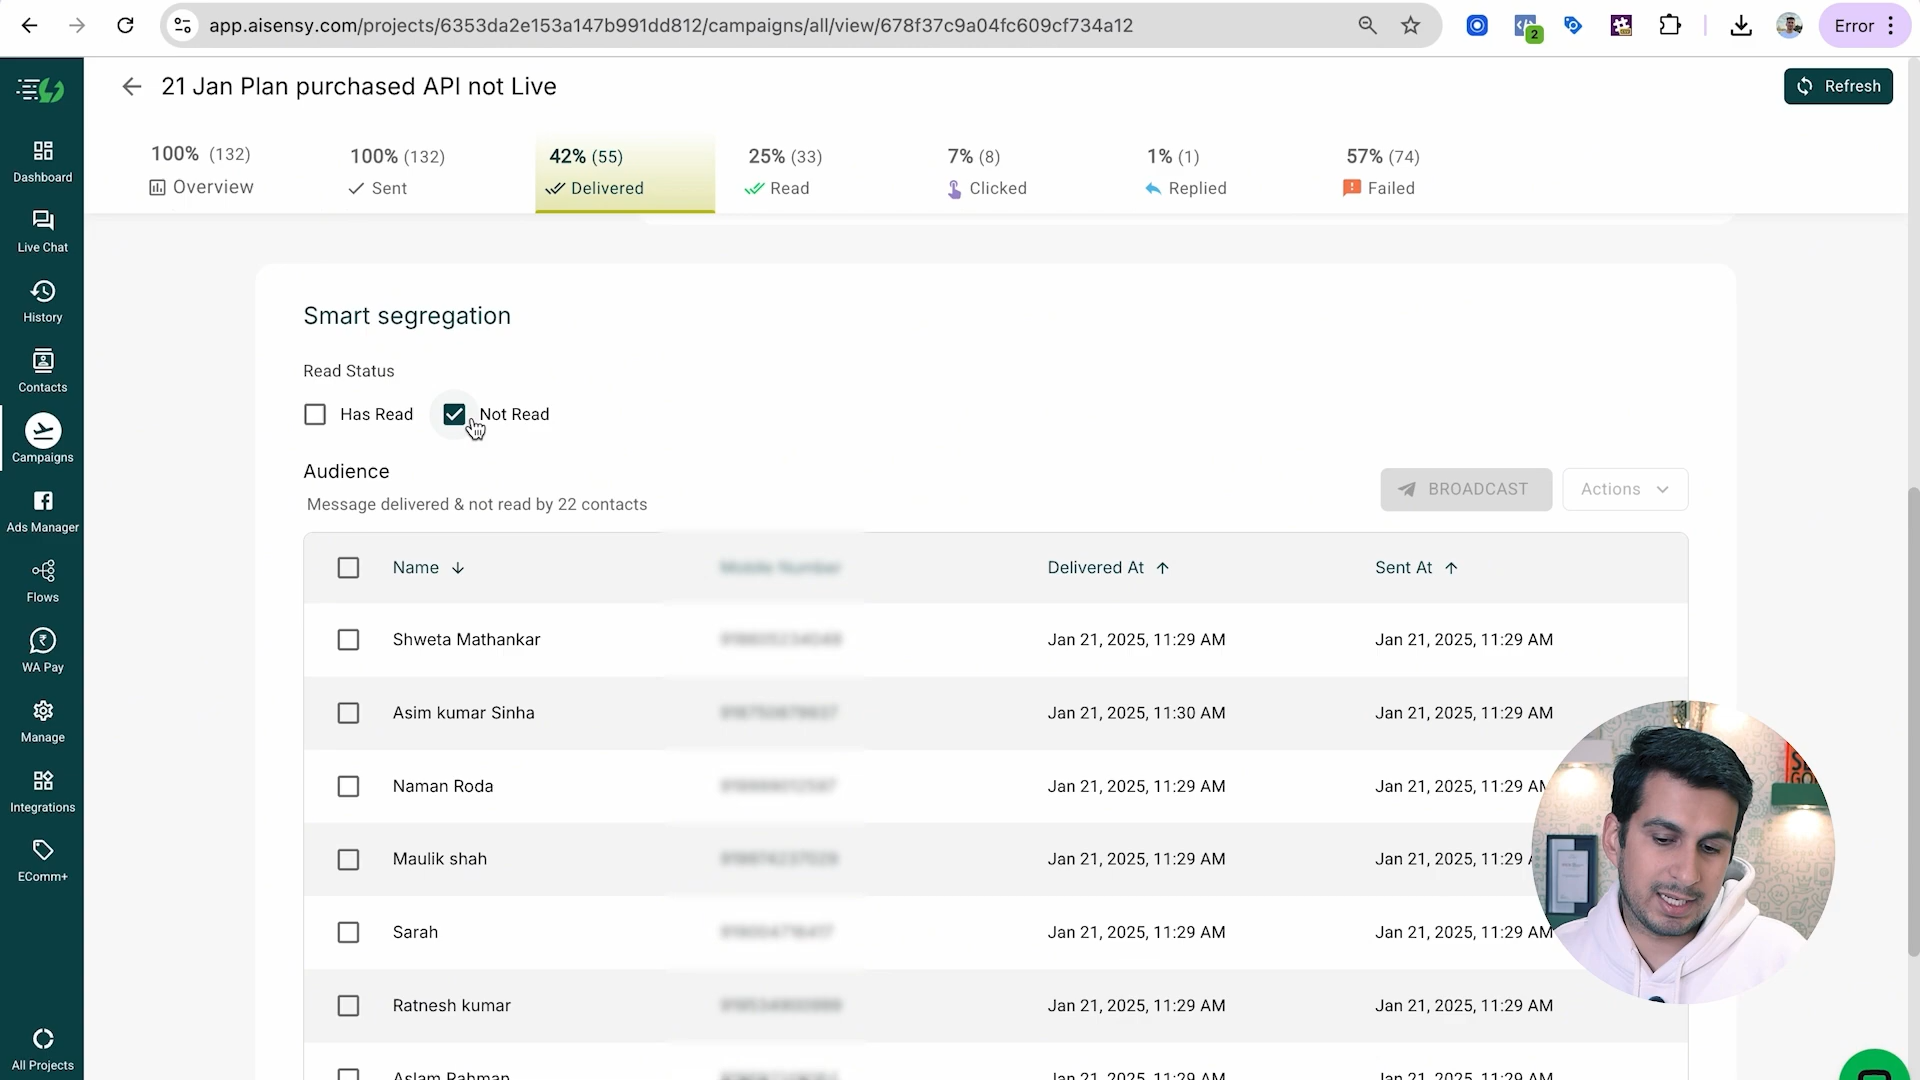 app.aisensy.com/projects/6353da2e153a147b991dd812/campaigns/all/view/678f37c9a04fc609cf734a12
2
Error
21 Jan Plan purchased API not Live
Refresh
100% (132)
Overview
100% (132)
Sent
42% (55)
Delivered
25% (33)
Read
7% (8)
Clicked
1% (1)
Replied
57% (74)
Failed
Dashboard
Live Chat
History
Contacts
Campaigns
Ads Manager
Flows
WA Pay
Manage
Integrations
EComm+
All Projects
Smart segregation
Read Status
Has Read
Not Read
Audience
Message delivered & not read by 22 contacts
BROADCAST
Actions
Name Mobile Number Delivered At Sent At
Shweta Mathankar Jan 21, 2025, 11:29 AM Jan 21, 2025, 11:29 AM
Asim kumar Sinha Jan 21, 2025, 11:30 AM Jan 21, 2025, 11:29 AM
Naman Roda Jan 21, 2025, 11:29 AM Jan 21, 2025, 11:29 AM
Maulik shah Jan 21, 2025, 11:29 AM Jan 21, 2025, 11:29
Sarah Jan 21, 2025, 11:29 AM Jan 21, 2025, 11:29 AM
Ratnesh kumar Jan 21, 2025, 11:29 AM Jan 21, 2025, 11:29 AM
Aslam Rahman Jan 21, 2025, 11:29 AM Jan 21, 2025, 11:29 AM